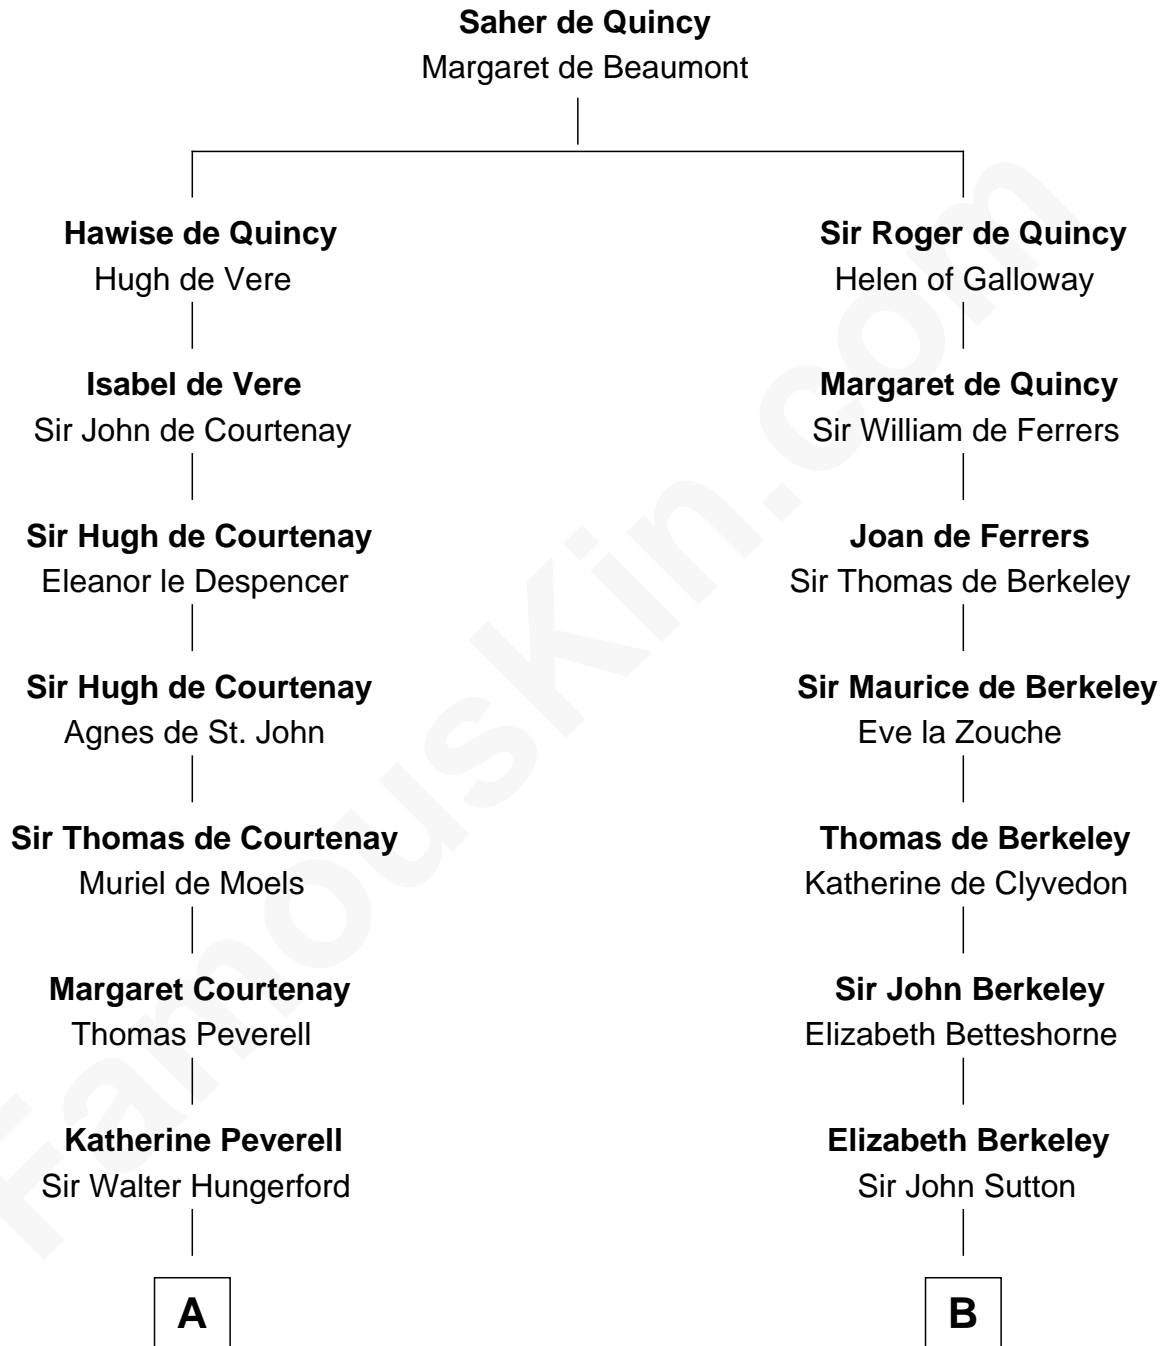 Saher de Quincy
Margaret de Beaumont
Hawise de Quincy
Hugh de Vere
Isabel de Vere
Sir John de Courtenay
Sir Hugh de Courtenay
Eleanor le Despencer
Sir Hugh de Courtenay
Agnes de St. John
Sir Thomas de Courtenay
Muriel de Moels
Margaret Courtenay
Thomas Peverell
Katherine Peverell
Sir Walter Hungerford
A
Sir Roger de Quincy
Helen of Galloway
Margaret de Quincy
Sir William de Ferrers
Joan de Ferrers
Sir Thomas de Berkeley
Sir Maurice de Berkeley
Eve la Zouche
Thomas de Berkeley
Katherine de Clyvedon
Sir John Berkeley
Elizabeth Betteshorne
Elizabeth Berkeley
Sir John Sutton
B
FamousKin.com